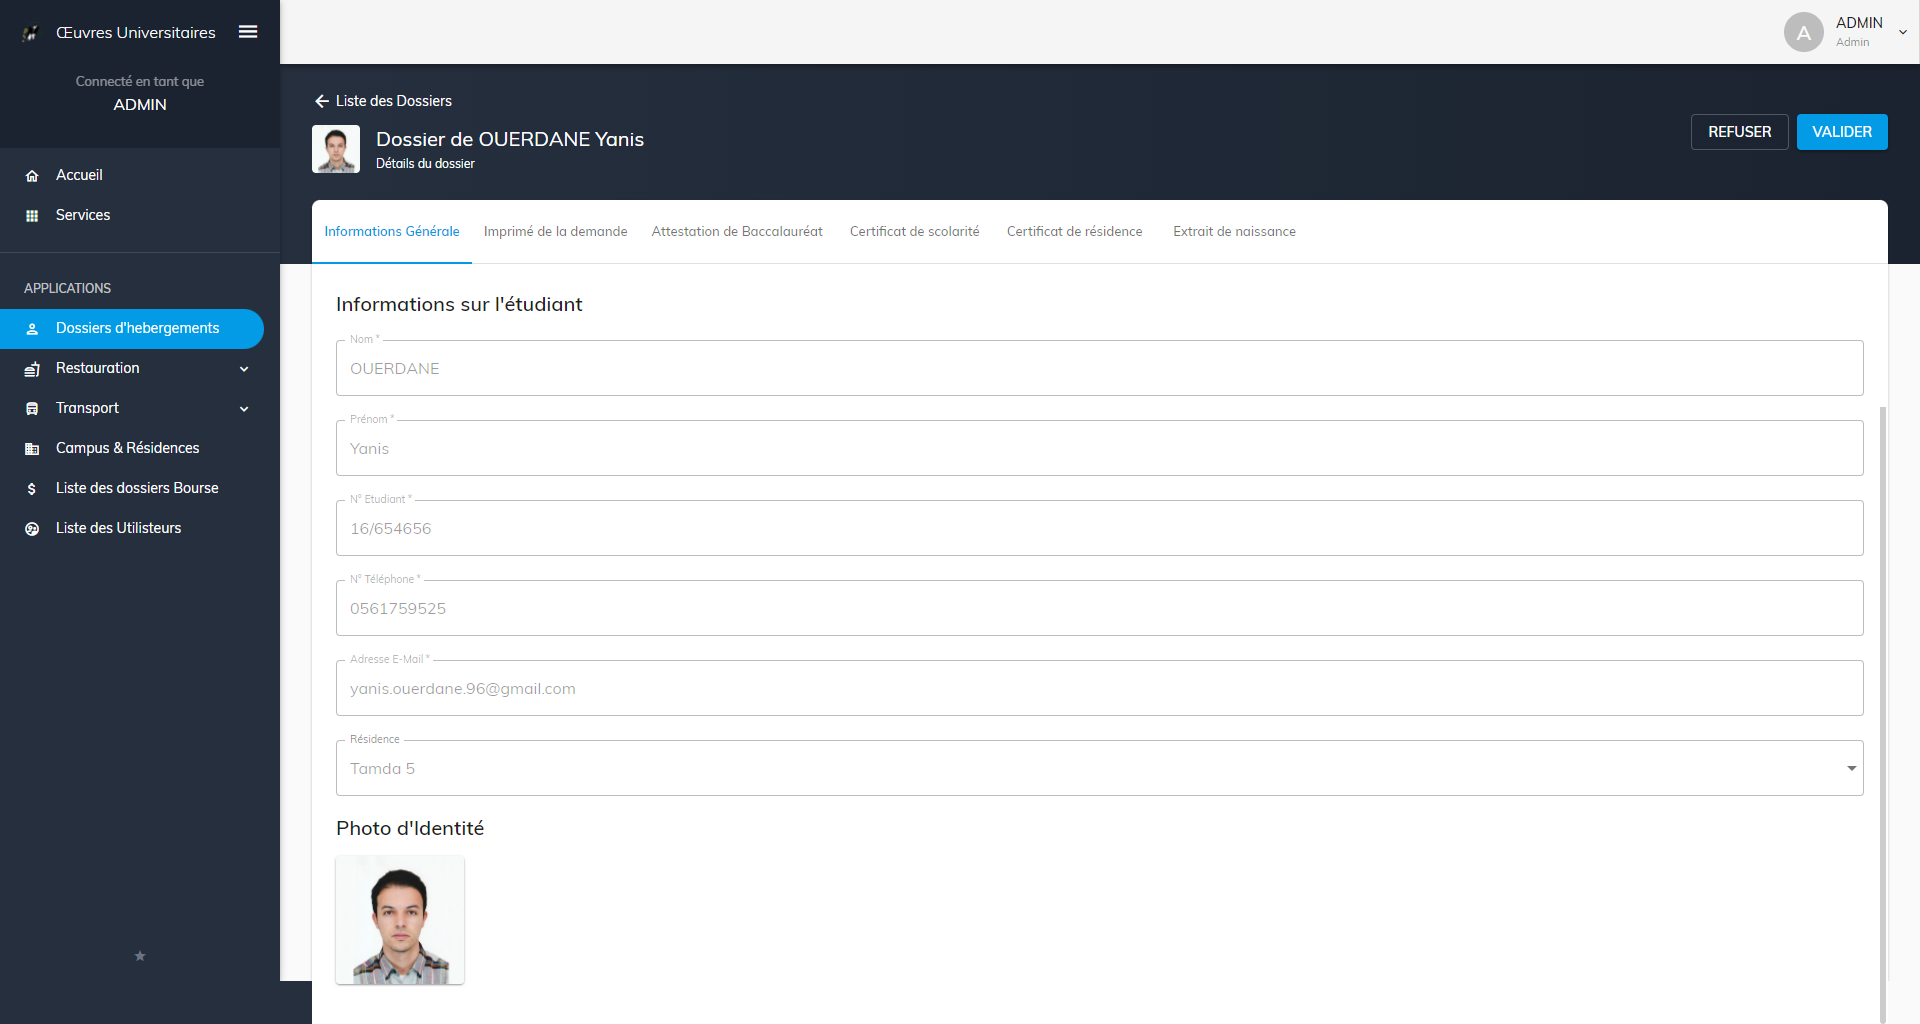 Œuvres Universitaires
Connecté en tant que
ADMIN
Accueil
Services
APPLICATIONS
Dossiers d'hebergements
Restauration
Transport
Campus & Résidences
Liste des dossiers Bourse
Liste des Utilisteurs
A
ADMIN
Admin
Liste des Dossiers
Dossier de OUERDANE Yanis
Détails du dossier
REFUSER
VALIDER
Informations Générale
Imprimé de la demande
Attestation de Baccalauréat
Certificat de scolarité
Certificat de résidence
Extrait de naissance
Informations sur l'étudiant
Nom *
OUERDANE
Prénom *
Yanis
N° Etudiant *
16/654656
N° Téléphone *
0561759525
Adresse E-Mail *
yanis.ouerdane.96@gmail.com
Résidence
Tamda 5
Photo d'Identité